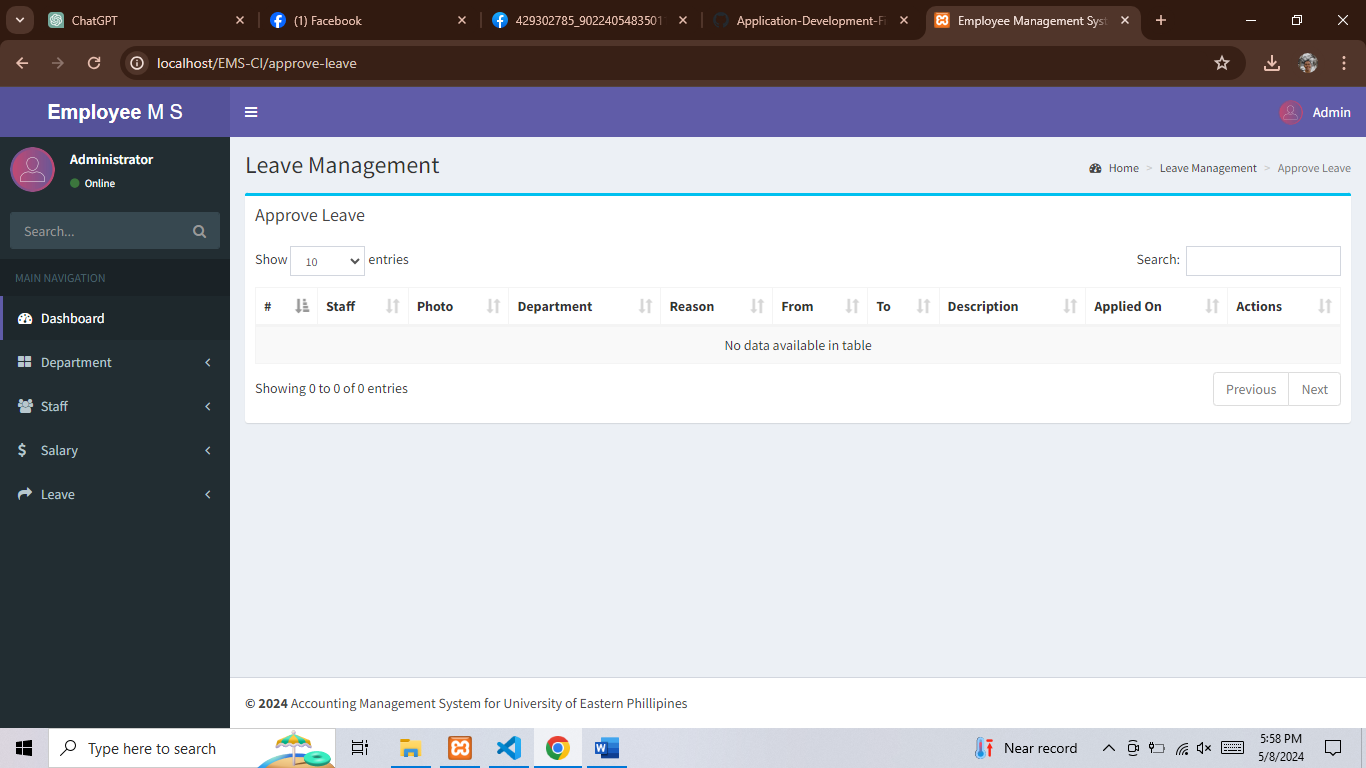 ChatGPT
(1) Facebook
429302785_9022405483501
Application-Development-Fi
Employee Management Syst
localhost/EMS-CI/approve-leave
Employee M S
Admin
Administrator
Online
Search...
MAIN NAVIGATION
Dashboard
Department
Staff
Salary
Leave
Leave Management
Home > Leave Management > Approve Leave
Approve Leave
Show 10 entries
Search:
# Staff Photo Department Reason From To Description Applied On Actions
No data available in table
Showing 0 to 0 of 0 entries
Previous Next
© 2024 Accounting Management System for University of Eastern Phillipines
Type here to search
Near record
5:58 PM
5/8/2024